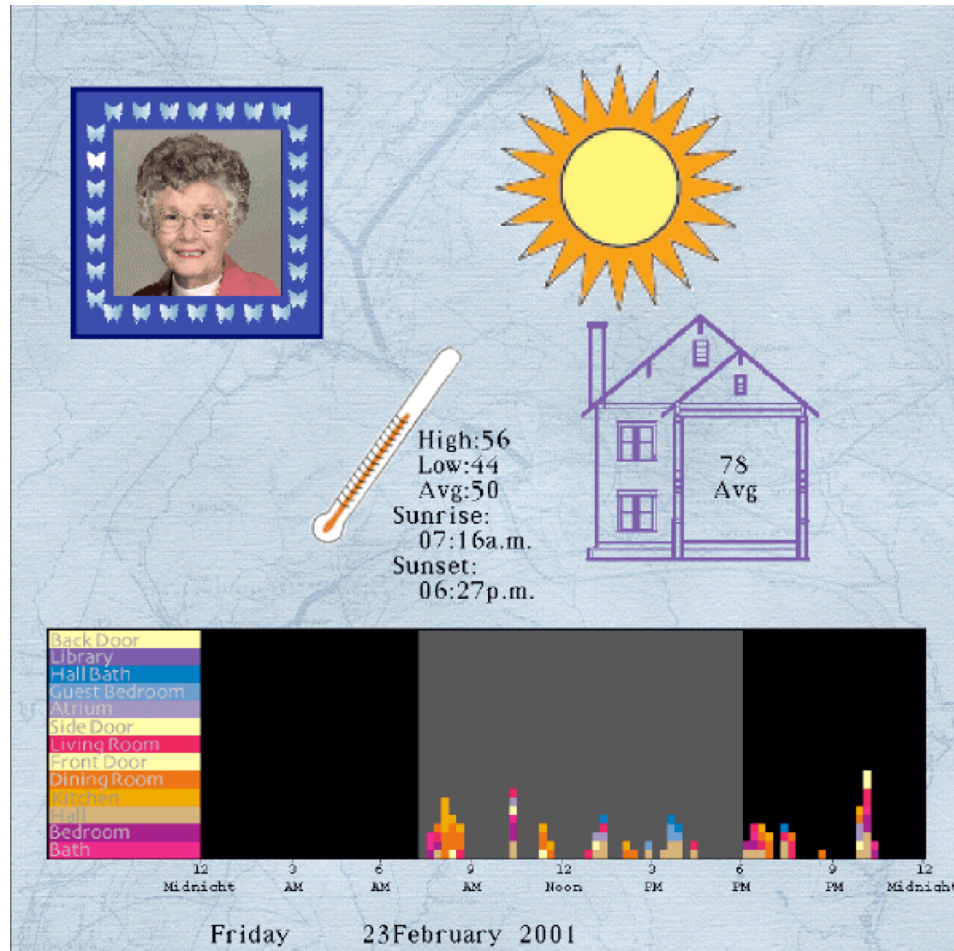 High:56
Low:44
Avg:50
Sunrise:
07:16a.m.
Sunset:
06:27p.m.
78
Avg
Back Door
Library
Hall Bath
Guest Bedroom
Atrium
Side Door
Living Room
Front Door
Dining Room
Kitchen
Hall
Bedroom
Bath
12 3 6 9 12 3 6 9 12
Midnight AM AM AM Noon PM PM PM Midnight
Friday 23February 2001